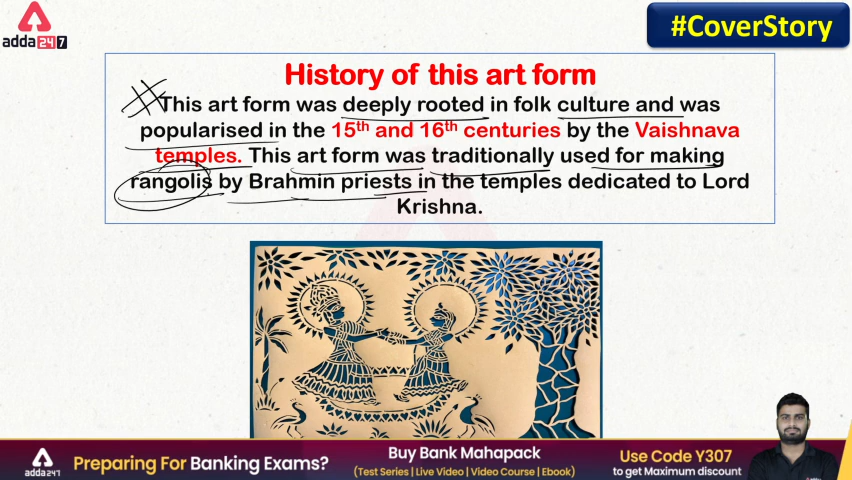 adda247
#CoverStory
History of this art form
This art form was deeply rooted in folk culture and was
popularised in the 15th and 16th centuries by the Vaishnava
temples. This art form was traditionally used for making
rangolis by Brahmin priests in the temples dedicated to Lord
Krishna.
adda247
Preparing For Banking Exams?
Buy Bank Mahapack
(Test Series | Live Video | Video Course | Ebook)
Use Code Y307
to get Maximum discount